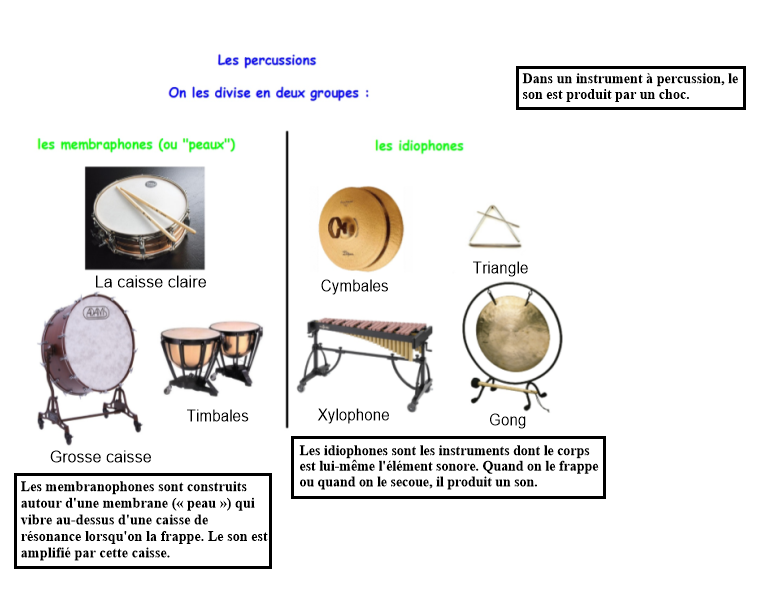 Les percussions
On les divise en deux groupes :
Dans un instrument à percussion, le
son est produit par un choc.
les membraphones (ou "peaux")
La caisse claire
ADAMS
Timbales
Grosse caisse
Les membranophones sont construits
autour d'une membrane (« peau ») qui
vibre au-dessus d'une caisse de
résonance lorsqu'on la frappe. Le son est
amplifié par cette caisse.
les idiophones
Cymbales
Triangle
Xylophone
Gong
Les idiophones sont les instruments dont le corps
est lui-même l'élément sonore. Quand on le frappe
ou quand on le secoue, il produit un son.